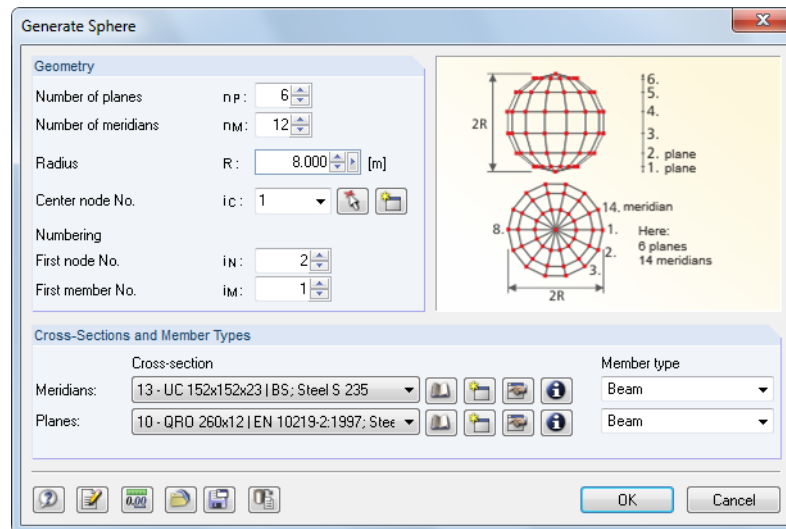 Generate Sphere
Geometry
Number of planes nP: 6
Number of meridians nM: 12
Radius R: 8.000 [m]
Center node No. iC: 1
Numbering
First node No. iN: 2
First member No. iM: 1
2R
6.
5.
4.
3.
2. plane
1. plane
14. meridian
8.
1.
2.
3.
Here:
6 planes
14 meridians
2R
Cross-Sections and Member Types
Cross-section
Member type
Meridians: 13 - UC 152x152x23 | BS; Steel S 235 Beam
Planes: 10 - QRO 260x12 | EN 10219-2:1997; Stee Beam
0.00
OK
Cancel